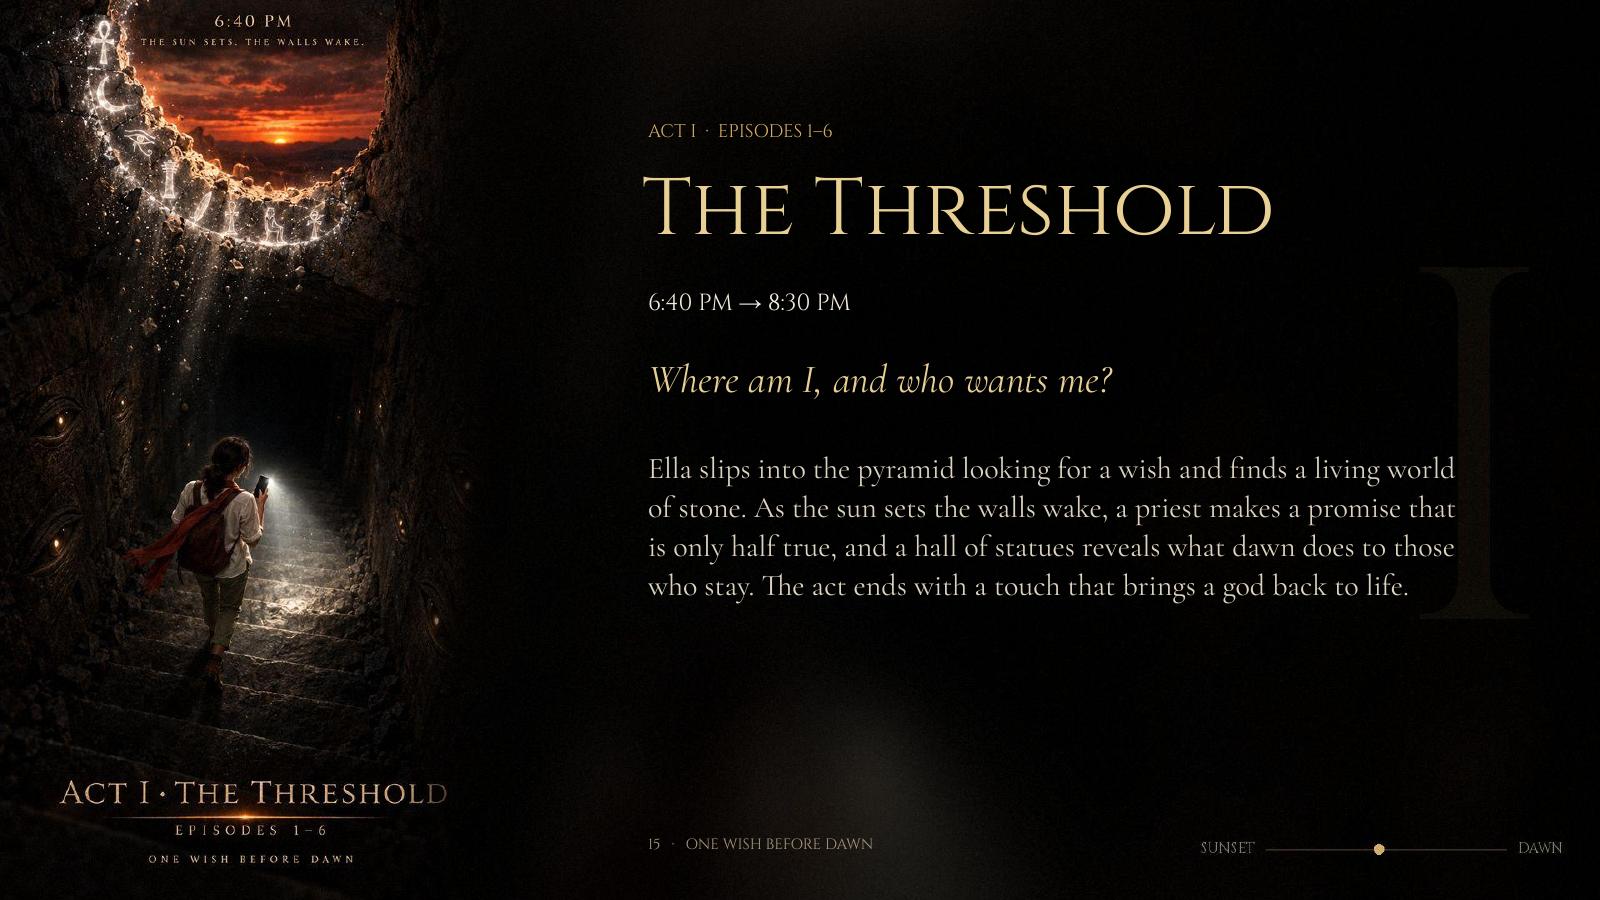 6:40 PM
THE SUN SETS. THE WALLS WAKE.
ACT I · EPISODES 1–6
THE THRESHOLD
6:40 PM → 8:30 PM
Where am I, and who wants me?
Ella slips into the pyramid looking for a wish and finds a living world
of stone. As the sun sets the walls wake, a priest makes a promise that
is only half true, and a hall of statues reveals what dawn does to those
who stay. The act ends with a touch that brings a god back to life.
I
ACT I · THE THRESHOLD
EPISODES 1–6
ONE WISH BEFORE DAWN
15 · ONE WISH BEFORE DAWN
SUNSET
DAWN